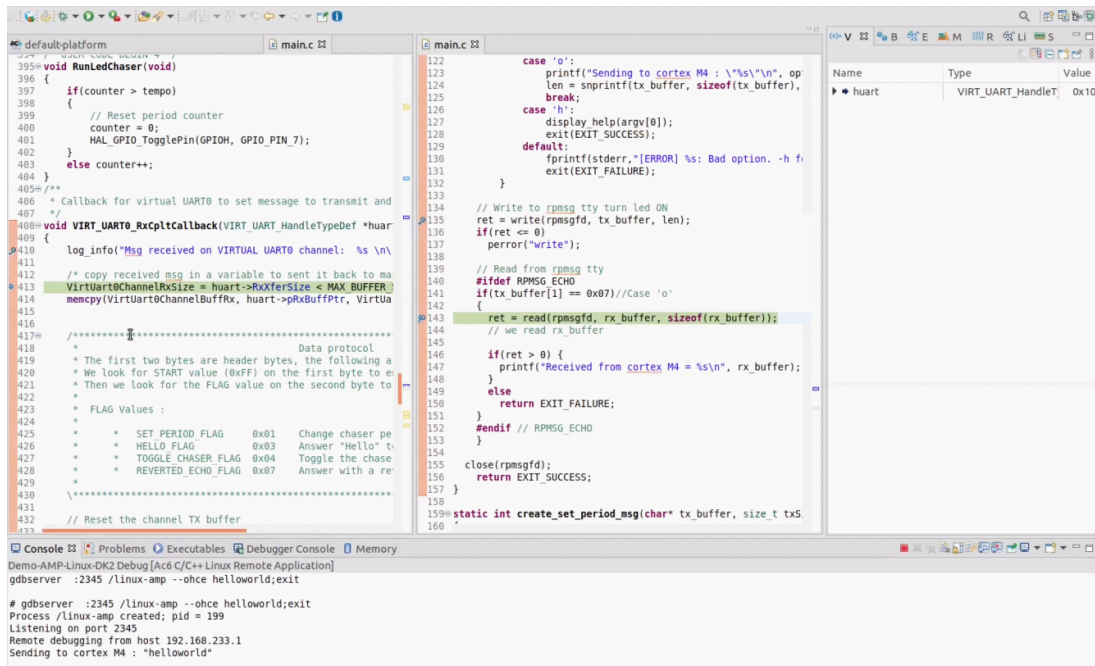 default-platform
main.c
main.c
395 void RunLedChaser(void)
396 {
397 if(counter > tempo)
398 {
399 // Reset period counter
400 counter = 0;
401 HAL_GPIO_TogglePin(GPIOH, GPIO_PIN_7);
402 }
403 else counter++;
404 }
405 /**
406 * Callback for virtual UART0 to set message to transmit and
407 */
408 void VIRT_UART0_RxCpltCallback(VIRT_UART_HandleTypeDef *huar
409 {
410 log_info("Msg received on VIRTUAL UART0 channel: %s \n\
411
412 /* copy received msg in a variable to sent it back to ma
413 VirtUart0ChannelRxSize = huart->RxXferSize < MAX_BUFFER_
414 memcpy(VirtUart0ChannelBuffRx, huart->pRxBuffPtr, VirtUa
415
416
417 /****************************************************
418 * Data protocol
419 * The first two bytes are header bytes, the following a
420 * We look for START value (0xFF) on the first byte to e
421 * Then we look for the FLAG value on the second byte to
422 *
423 * FLAG Values :
424 *
425 * * SET_PERIOD_FLAG 0x01 Change chaser pe
426 * * HELLO_FLAG 0x03 Answer "Hello" t
427 * * TOGGLE_CHASER_FLAG 0x04 Toggle the chase
428 * * REVERTED_ECHO_FLAG 0x07 Answer with a re
429 *
430 \****************************************************
431
432 // Reset the channel TX buffer
433
122 case 'o':
123 printf("Sending to cortex M4 : \"%s\"\n", op
124 len = snprintf(tx_buffer, sizeof(tx_buffer),
125 break;
126 case 'h':
127 display_help(argv[0]);
128 exit(EXIT_SUCCESS);
129 default:
130 fprintf(stderr,"[ERROR] %s: Bad option. -h f
131 exit(EXIT_FAILURE);
132 }
133
134 // Write to rpmsg tty turn led ON
135 ret = write(rpmsgfd, tx_buffer, len);
136 if(ret <= 0)
137 perror("write");
138
139 // Read from rpmsg tty
140 #ifdef RPMSG_ECHO
141 if(tx_buffer[1] == 0x07)//Case 'o'
142 {
143 ret = read(rpmsgfd, rx_buffer, sizeof(rx_buffer));
144 // we read rx_buffer
145
146 if(ret > 0) {
147 printf("Received from cortex M4 = %s\n", rx_buffer);
148 }
149 else
150 return EXIT_FAILURE;
151 }
152 #endif // RPMSG_ECHO
153 }
154
155 close(rpmsgfd);
156 return EXIT_SUCCESS;
157 }
158
159 static int create_set_period_msg(char* tx_buffer, size_t txS
160
V B E M R Li S
Name Type Value
huart VIRT_UART_HandleT 0x10
Console Problems Executables Debugger Console Memory
Demo-AMP-Linux-DK2 Debug [Ac6 C/C++ Linux Remote Application]
gdbserver :2345 /linux-amp --ohce helloworld;exit

# gdbserver :2345 /linux-amp --ohce helloworld;exit
Process /linux-amp created; pid = 199
Listening on port 2345
Remote debugging from host 192.168.233.1
Sending to cortex M4 : "helloworld"